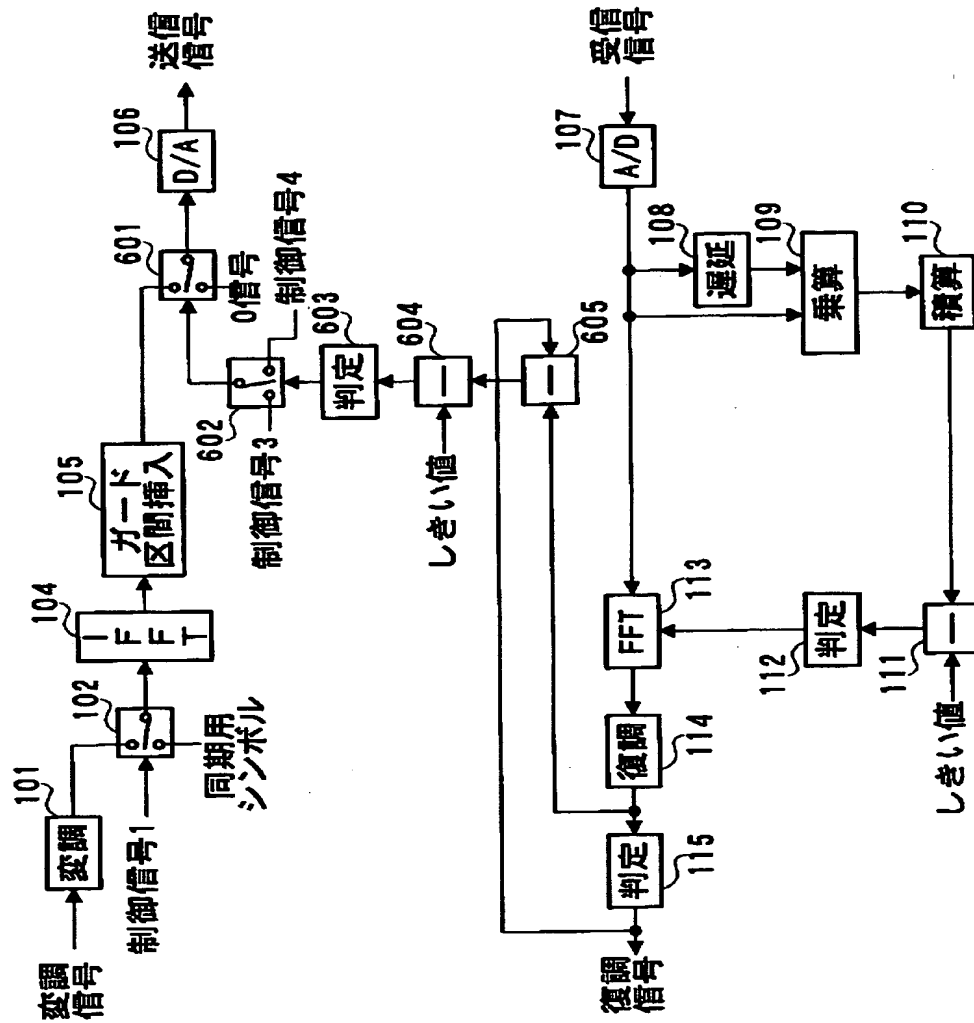 変調
信号
101
変調
制御信号1
102
同期用
シンボル
104
IFFT
105
ガード
区間挿入
601
0信号
106
D/A
送信
信号
602
制御信号3
制御信号4
603
判定
604
—
しきい値
605
—
受信
信号
107
A/D
108
遅延
109
乗算
110
積算
111
—
しきい値
112
判定
113
FFT
114
復調
115
判定
復調
信号